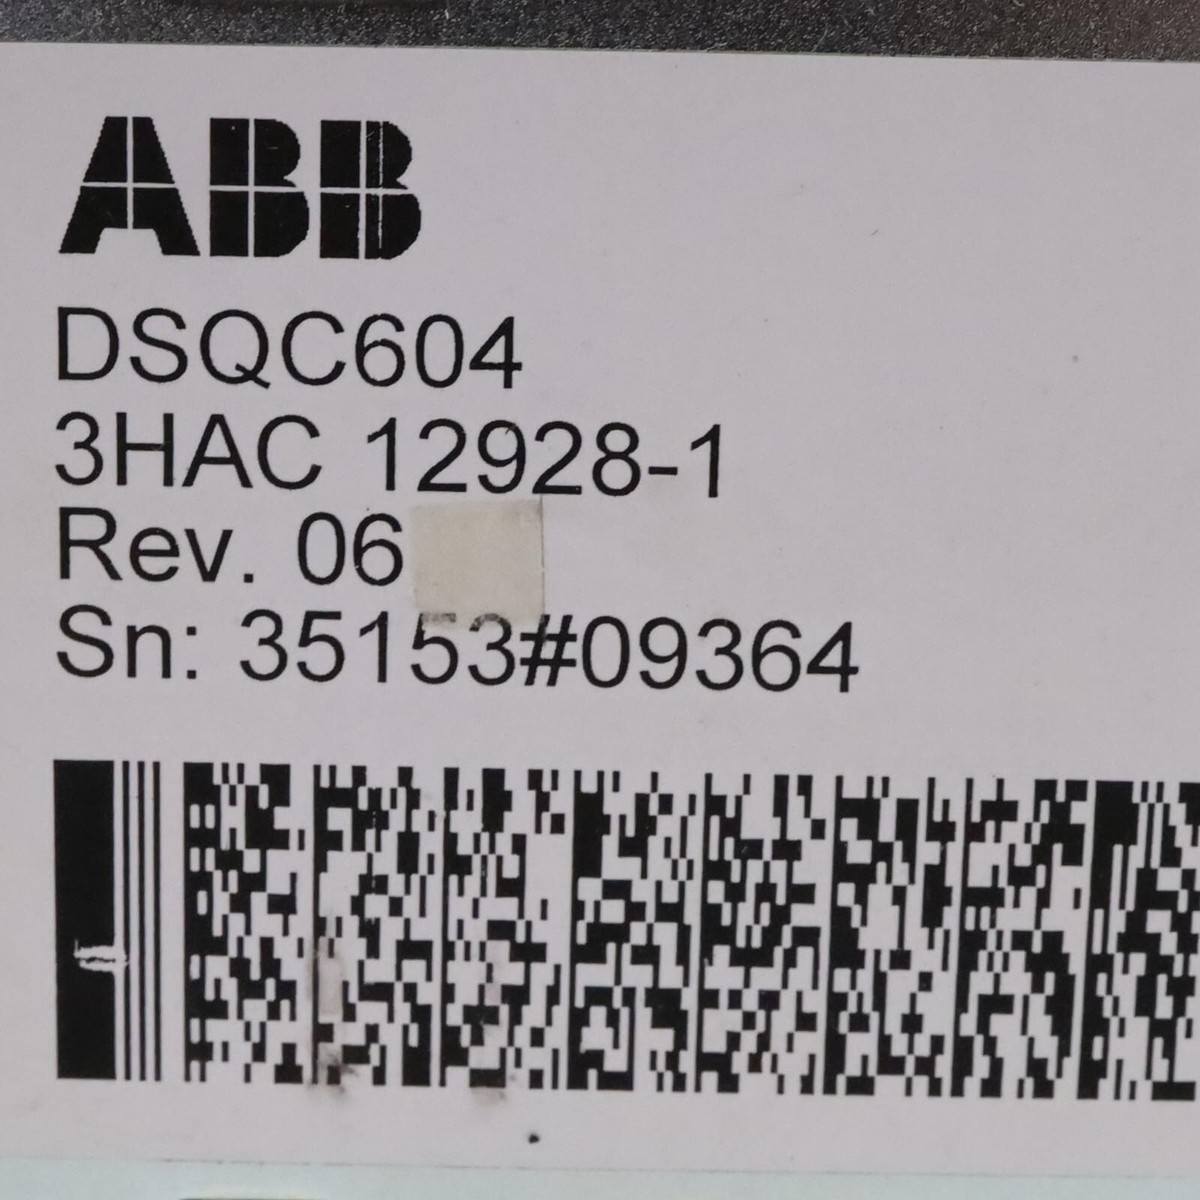 ABB
DSQC604
3HAC 12928-1
Rev. 06
Sn: 35153#09364